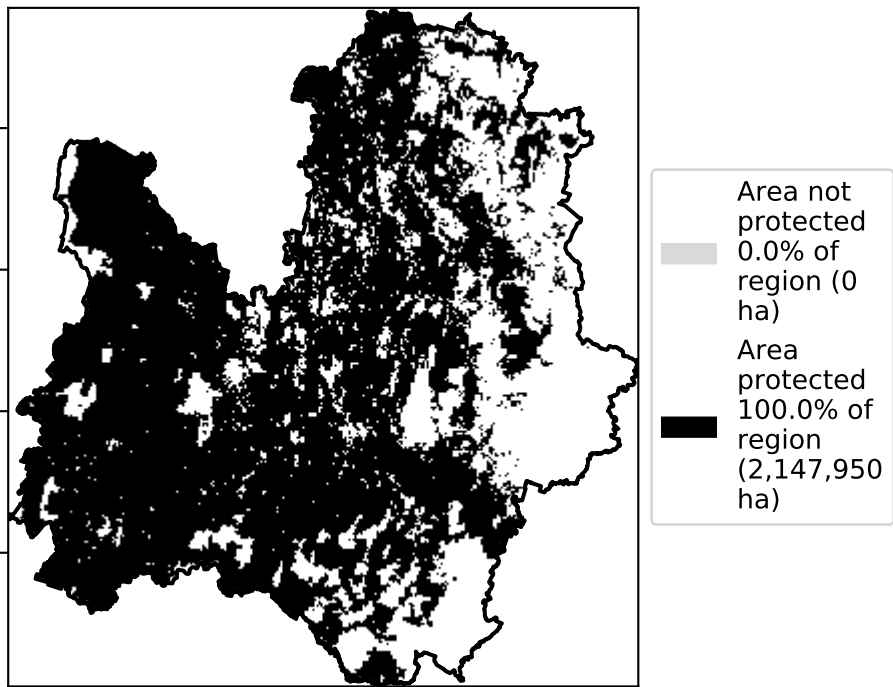 Area not
protected
0.0% of
region (0
ha)
Area
protected
100.0% of
region
(2,147,950
ha)